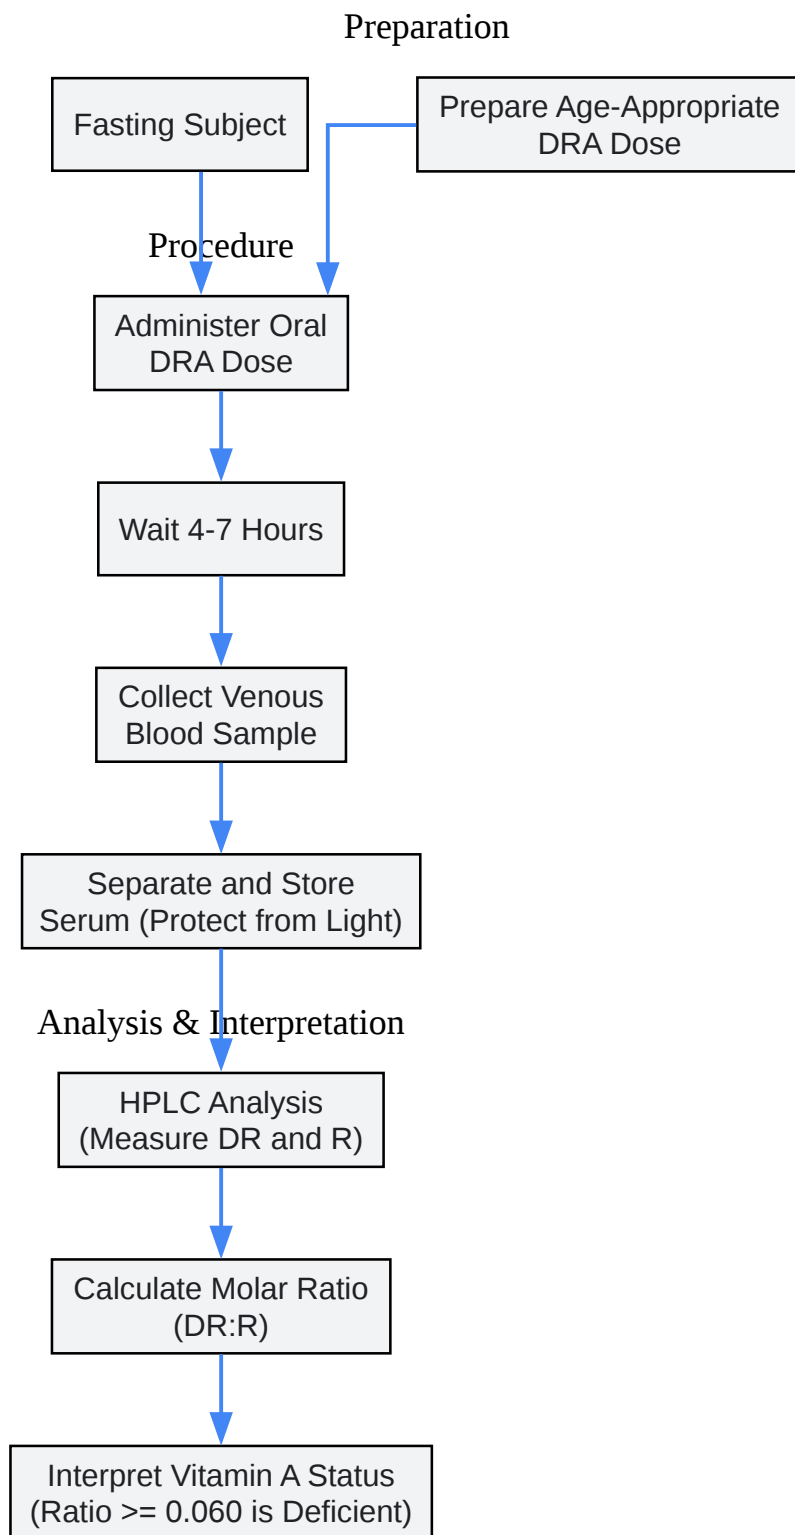 Preparation
Fasting Subject
Prepare Age-Appropriate
DRA Dose
Procedure
Administer Oral
DRA Dose
Wait 4-7 Hours
Collect Venous
Blood Sample
Separate and Store
Serum (Protect from Light)
Analysis & Interpretation
HPLC Analysis
(Measure DR and R)
Calculate Molar Ratio
(DR:R)
Interpret Vitamin A Status
(Ratio >= 0.060 is Deficient)